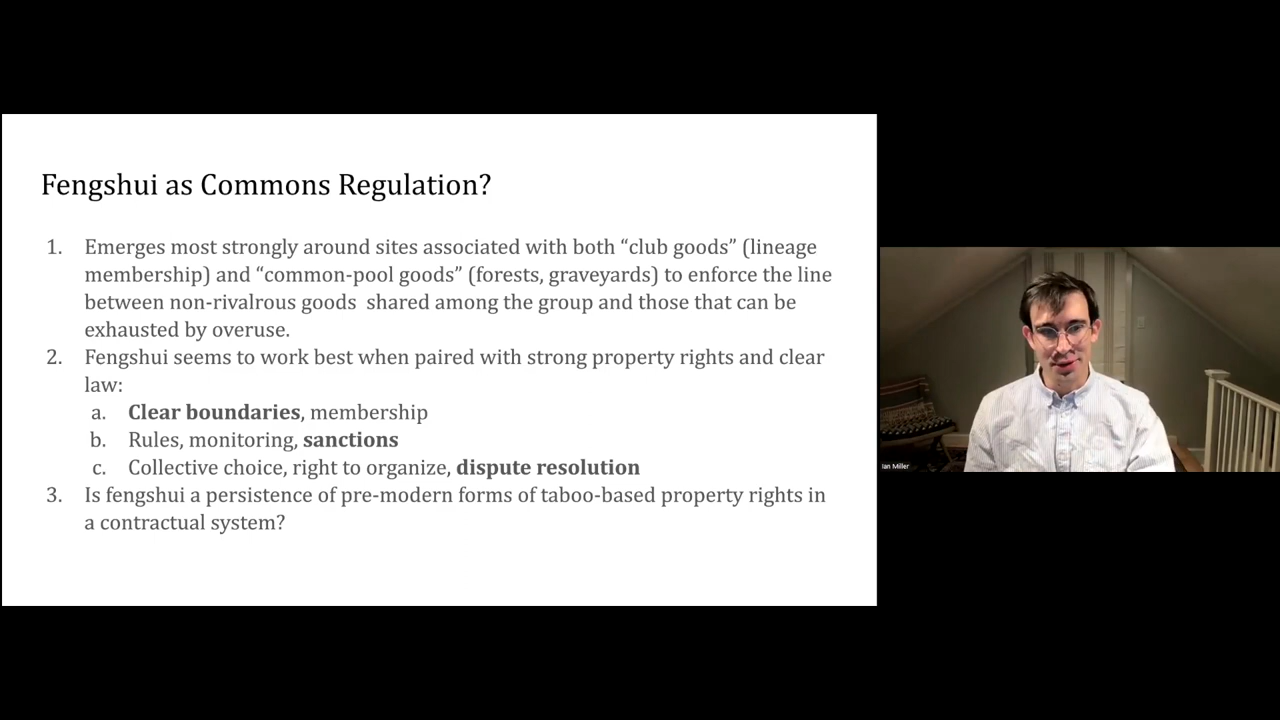 Fengshui as Commons Regulation?
1. Emerges most strongly around sites associated with both “club goods” (lineage
membership) and “common-pool goods” (forests, graveyards) to enforce the line
between non-rivalrous goods shared among the group and those that can be
exhausted by overuse.
2. Fengshui seems to work best when paired with strong property rights and clear
law:
a. Clear boundaries, membership
b. Rules, monitoring, sanctions
c. Collective choice, right to organize, dispute resolution
3. Is fengshui a persistence of pre-modern forms of taboo-based property rights in
a contractual system?
Ian Miller